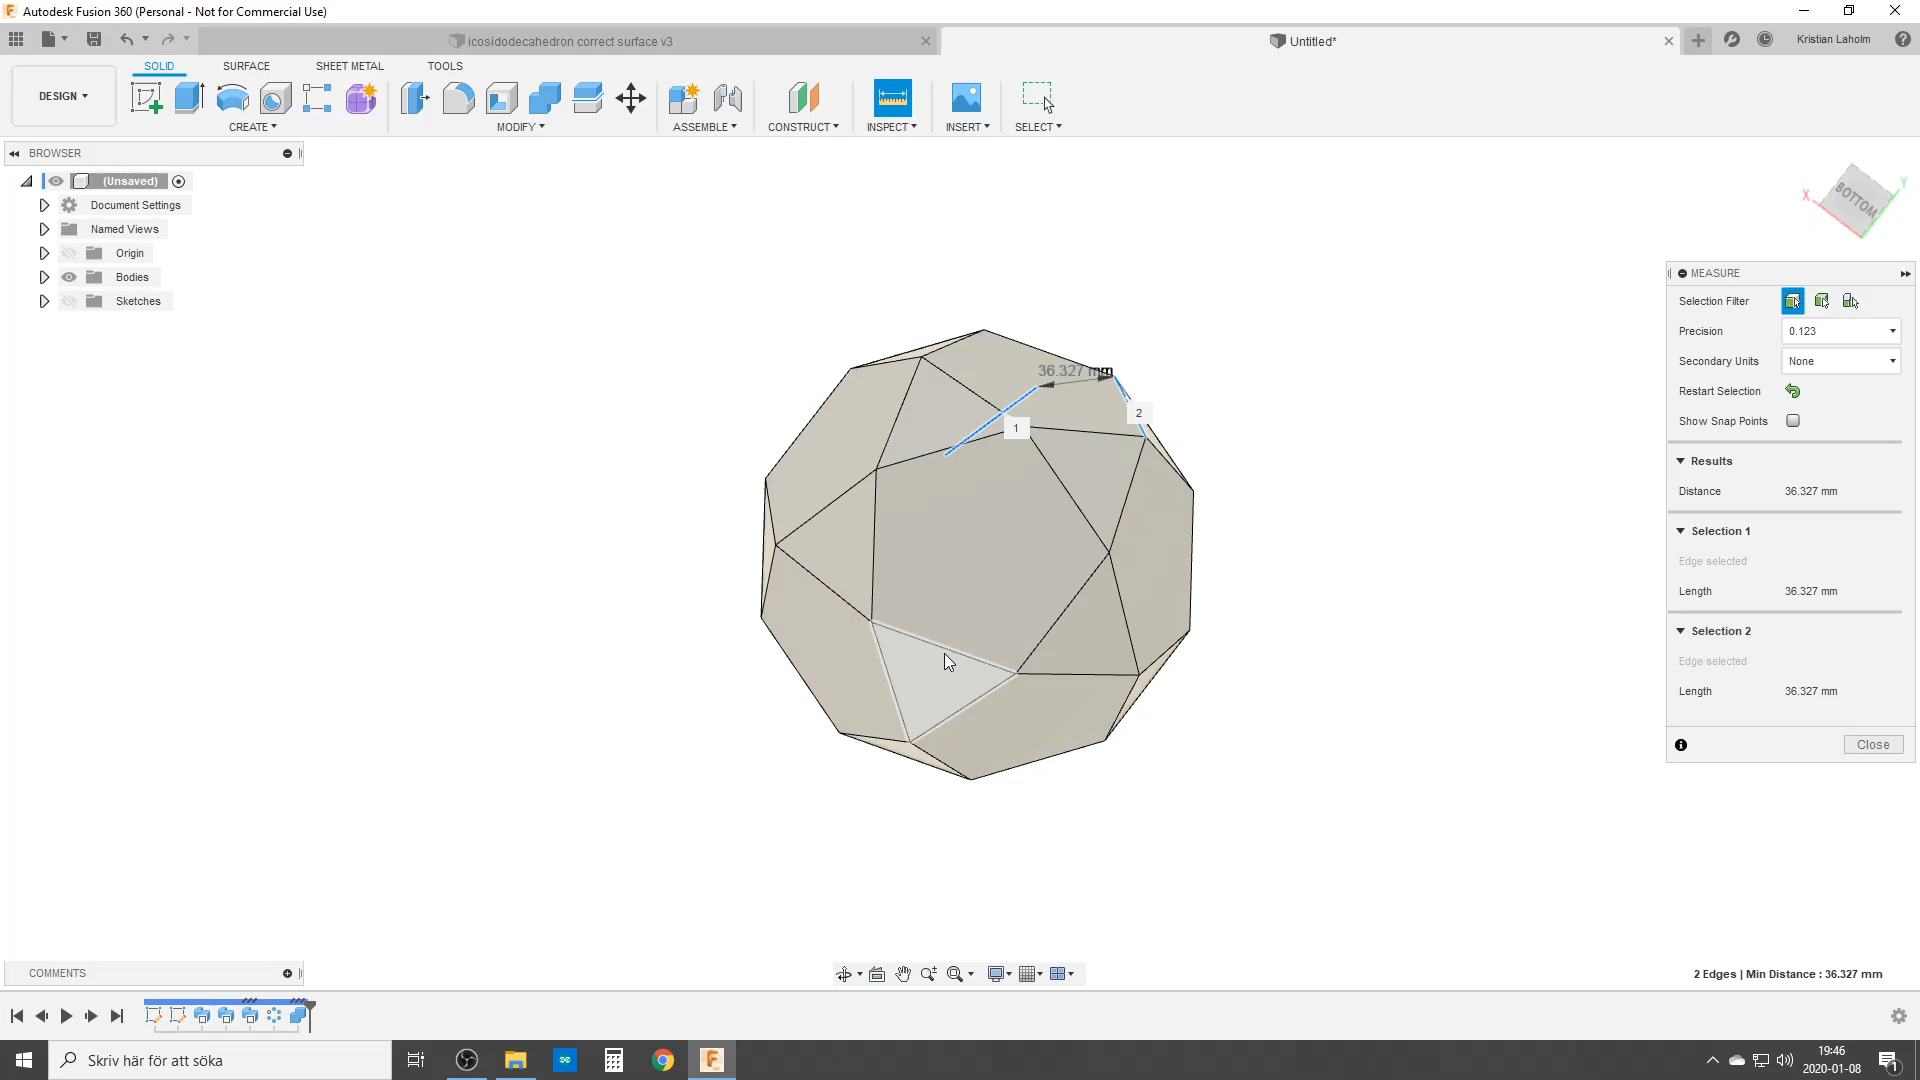 Autodesk Fusion 360 (Personal - Not for Commercial Use)
icosidodecahedron correct surface v3
Untitled*
Kristian Laholm
SOLID SURFACE SHEET METAL TOOLS
DESIGN
CREATE MODIFY ASSEMBLE CONSTRUCT INSPECT INSERT SELECT
BROWSER
(Unsaved)
Document Settings
Named Views
Origin
Bodies
Sketches
X
Y
BOTTOM
36.327 mm
1
2
MEASURE
Selection Filter
Precision 0.123
Secondary Units None
Restart Selection
Show Snap Points
Results
Distance 36.327 mm
Selection 1
Edge selected
Length 36.327 mm
Selection 2
Edge selected
Length 36.327 mm
Close
COMMENTS
2 Edges | Min Distance : 36.327 mm
Skriv här för att söka
19:46
2020-01-08
1